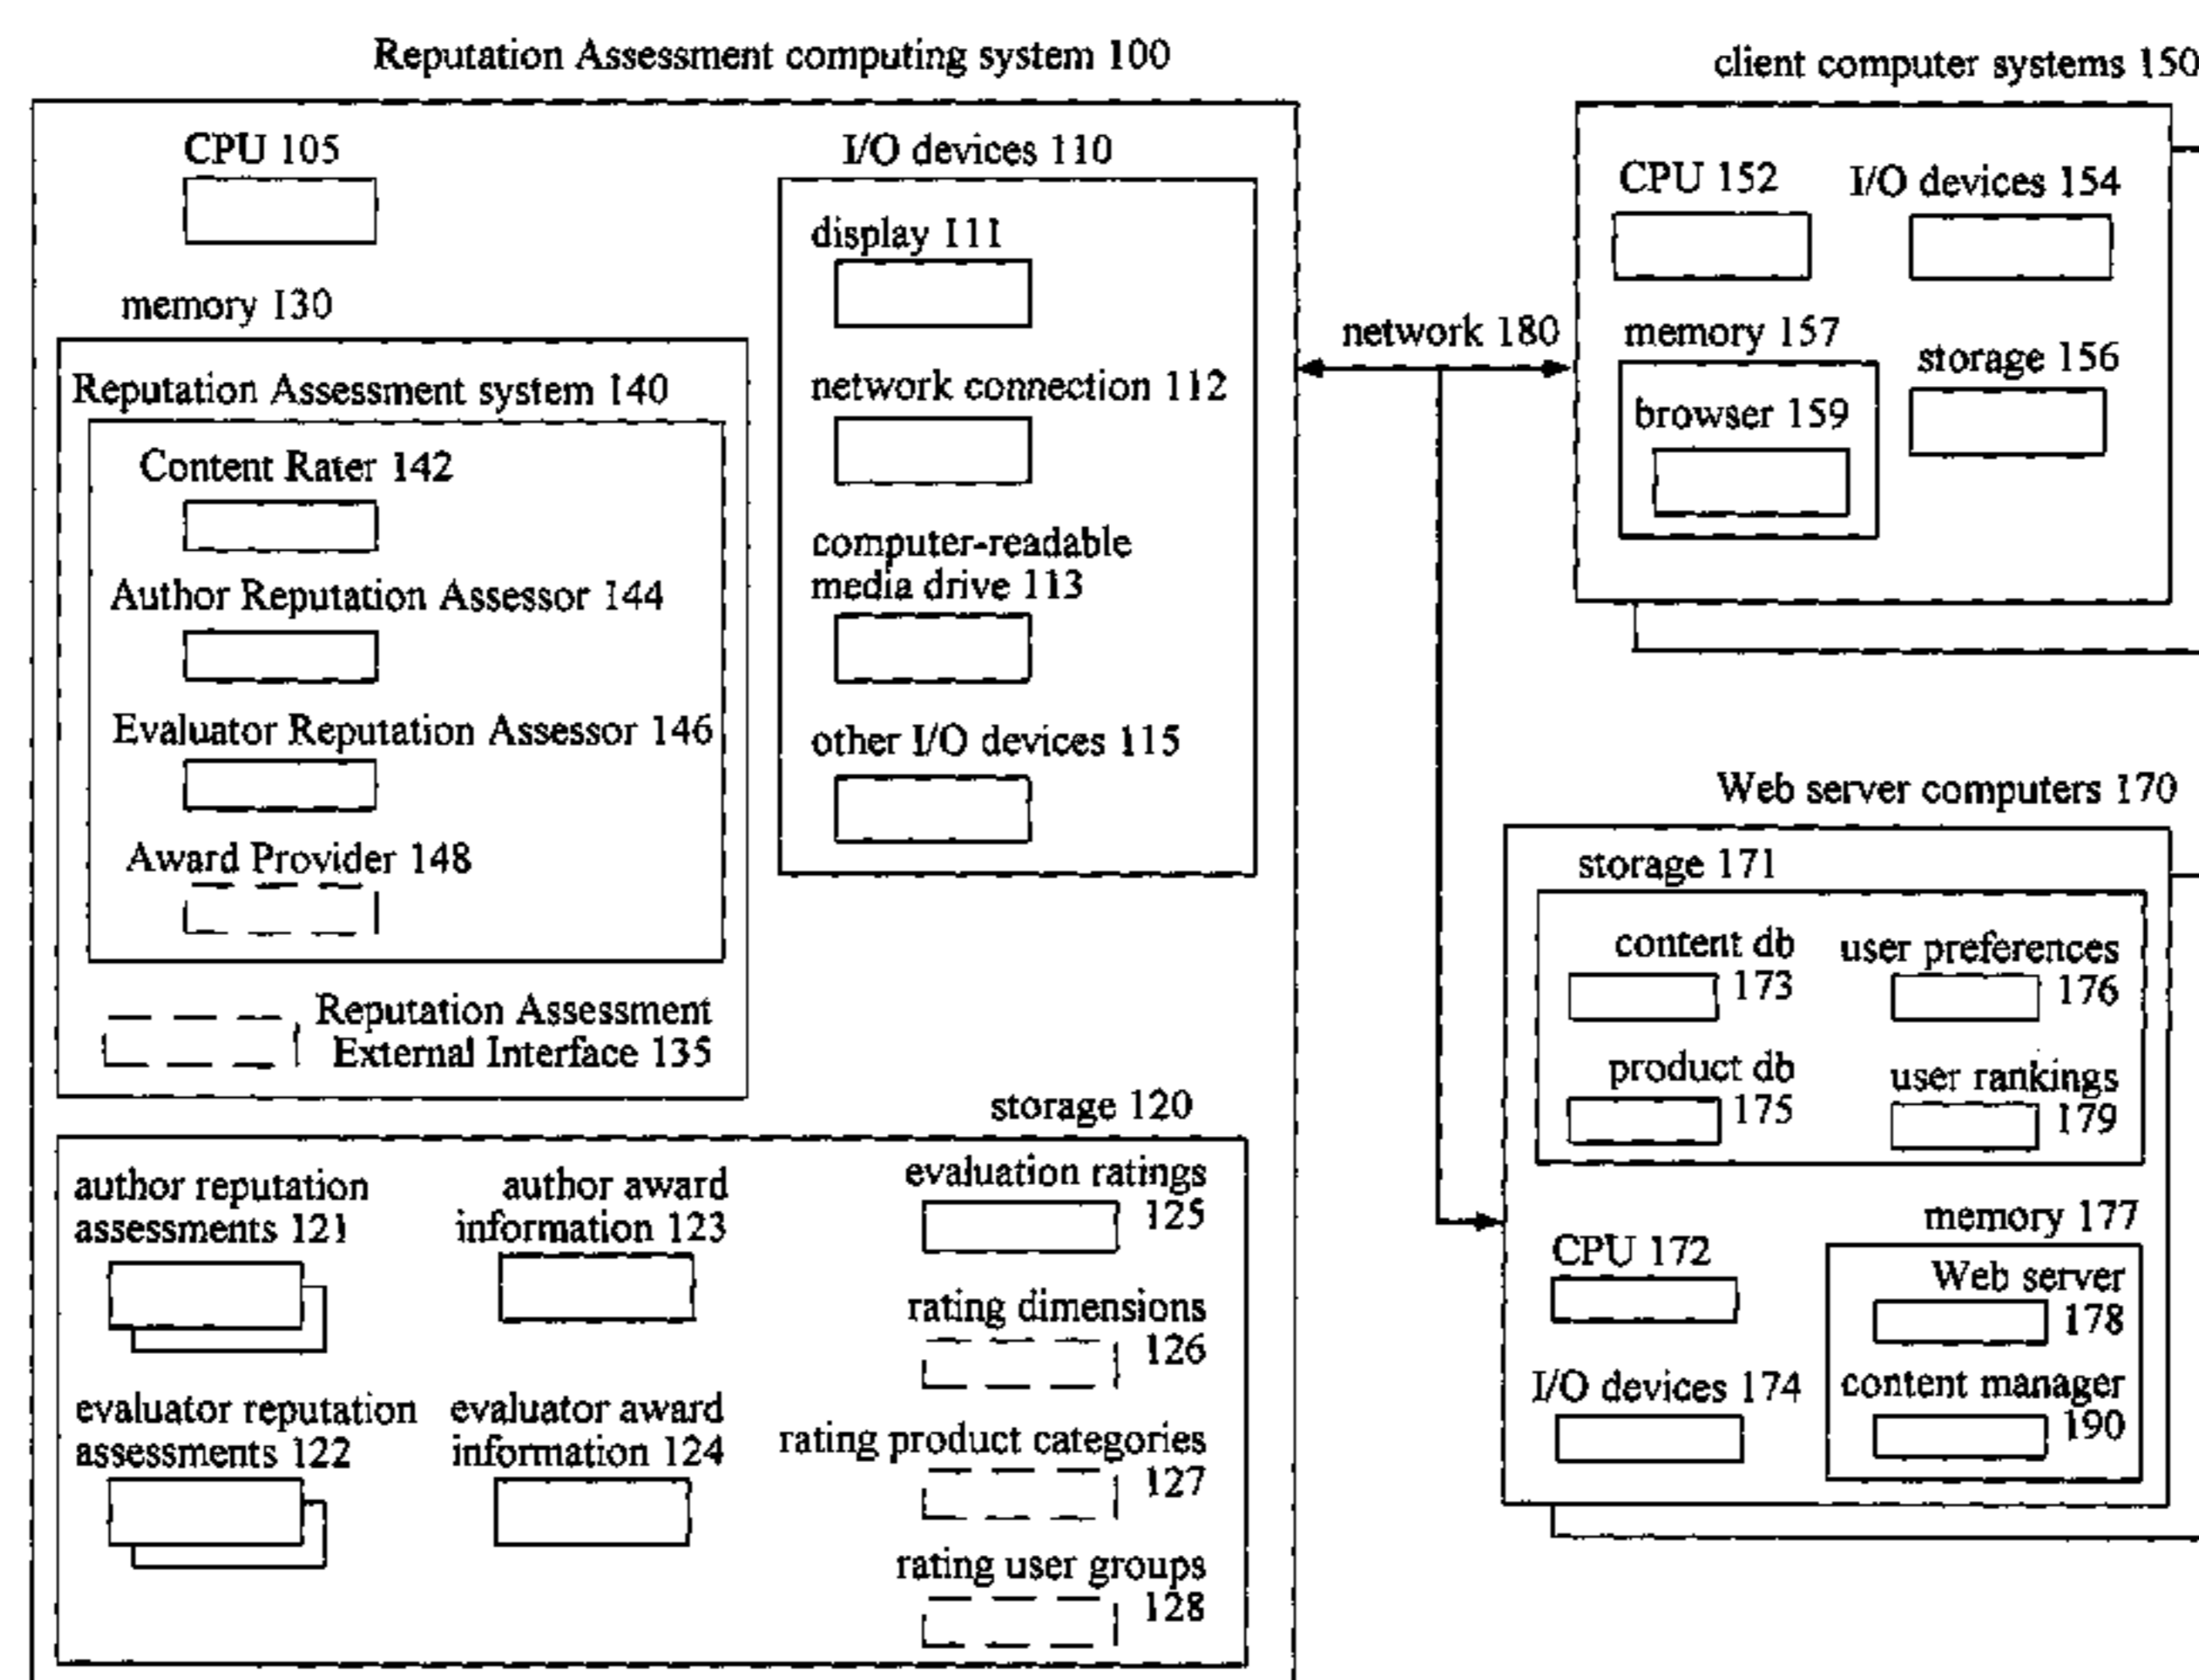 Reputation Assessment computing system 100
CPU 105
I/O devices 110
display 111
network connection 112
computer-readable
media drive 113
other I/O devices 115
memory 130
Reputation Assessment system 140
Content Rater 142
Author Reputation Assessor 144
Evaluator Reputation Assessor 146
Award Provider 148
Reputation Assessment
External Interface 135
storage 120
author reputation
assessments 121
author award
information 123
evaluation ratings
125
rating dimensions
126
evaluator reputation
assessments 122
evaluator award
information 124
rating product categories
127
rating user groups
128
network 180
client computer systems 150
CPU 152
I/O devices 154
memory 157
browser 159
storage 156
Web server computers 170
storage 171
content db
173
user preferences
176
product db
175
user rankings
179
CPU 172
I/O devices 174
memory 177
Web server
178
content manager
190